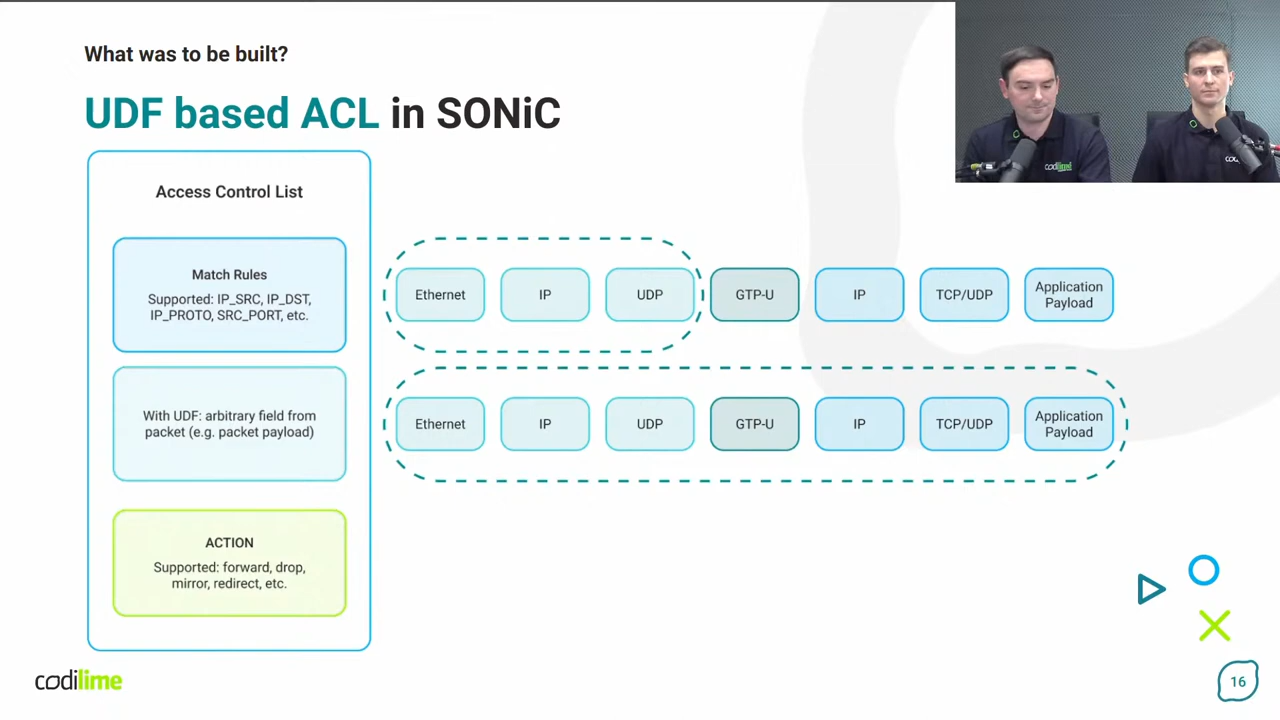 What was to be built?
UDF based ACL in SONiC
Access Control List
Match Rules
Supported: IP_SRC, IP_DST,
IP_PROTO, SRC_PORT, etc.
Ethernet
IP
UDP
GTP-U
IP
TCP/UDP
Application
Payload
With UDF: arbitrary field from
packet (e.g. packet payload)
Ethernet
IP
UDP
GTP-U
IP
TCP/UDP
Application
Payload
ACTION
Supported: forward, drop,
mirror, redirect, etc.
codilime
16
codilime